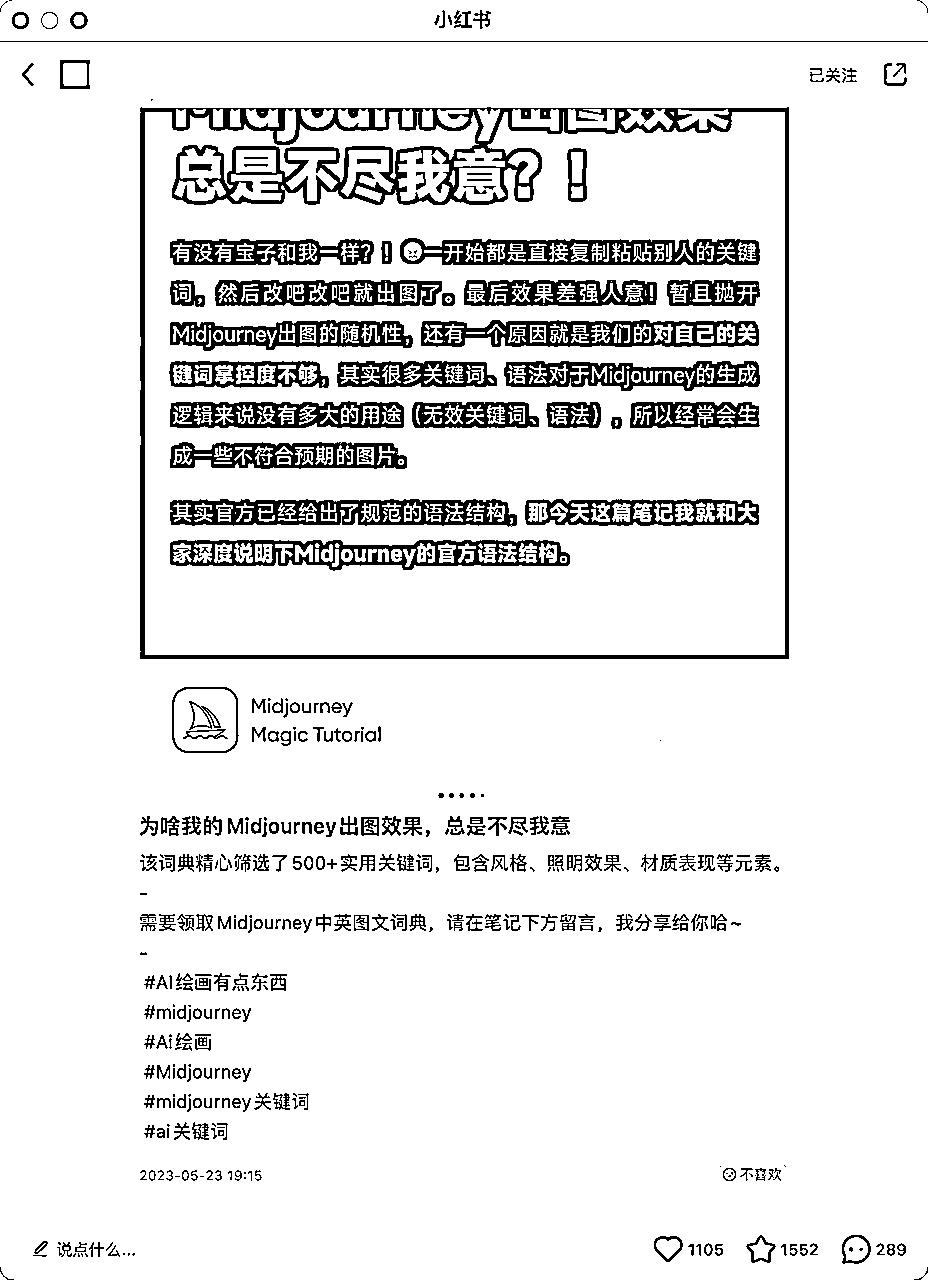 小红书
已关注
Midjourney出图效果
总是不尽我意？！
有没有宝子和我一样？！😡一开始都是直接复制粘贴别人的关键
词，然后改吧改吧就出图了。最后效果差强人意！暂且抛开
Midjourney出图的随机性，还有一个原因就是我们的对自己的关
键词掌控度不够，其实很多关键词、语法对于Midjourney的生成
逻辑来说没有多大的用途（无效关键词、语法），所以经常会生
成一些不符合预期的图片。
其实官方已经给出了规范的语法结构，那今天这篇笔记我就和大
家深度说明下Midjourney的官方语法结构。
Midjourney
Magic Tutorial
为啥我的Midjourney出图效果，总是不尽我意
该词典精心筛选了500+实用关键词，包含风格、照明效果、材质表现等元素。
-
需要领取Midjourney中英图文词典，请在笔记下方留言，我分享给你哈~
-
#AI绘画有点东西
#midjourney
#Ai绘画
#Midjourney
#midjourney关键词
#ai关键词
2023-05-23 19:15
不喜欢
说点什么...
1105
1552
289